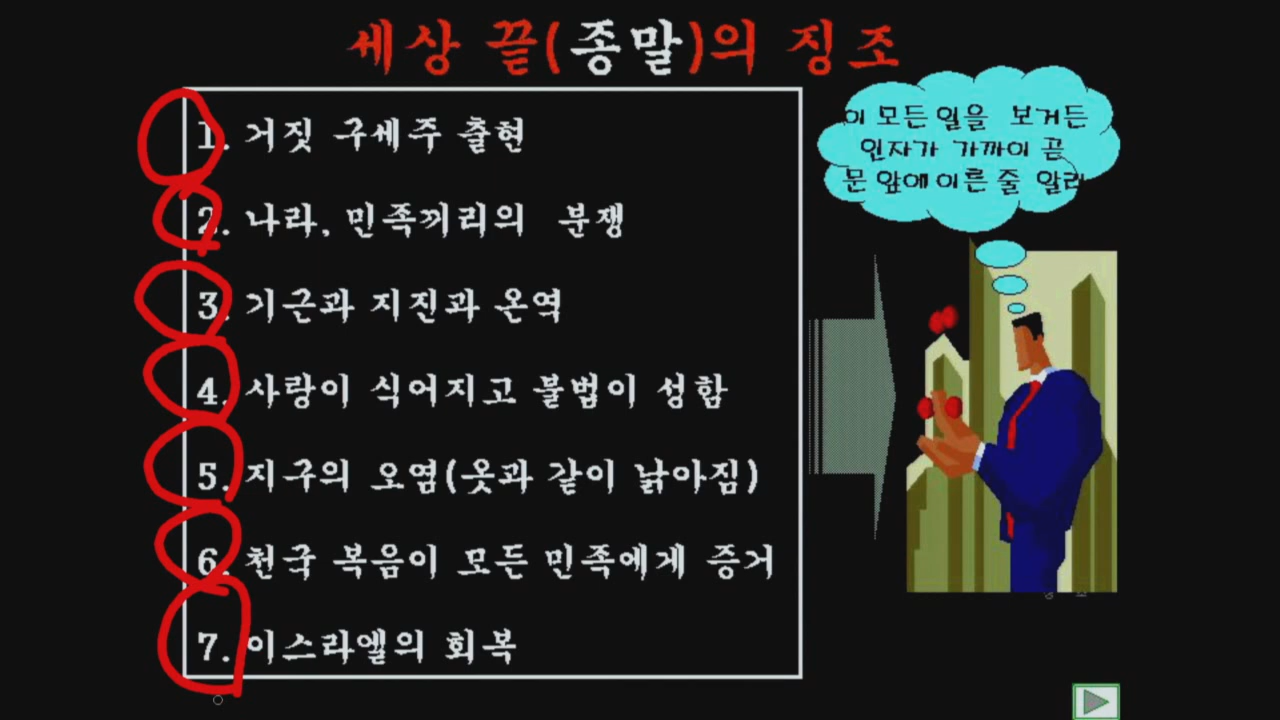 세상 끝(종말)의 징조
1. 거짓 구세주 출현
2. 나라, 민족끼리의 분쟁
3. 기근과 지진과 온역
4. 사랑이 식어지고 불법이 성함
5. 지구의 오염(옷과 같이 낡아짐)
6. 천국 복음이 모든 민족에게 증거
7. 이스라엘의 회복
이 모든 일을 보거든
인자가 가까이 곧
문 앞에 이른 줄 알라